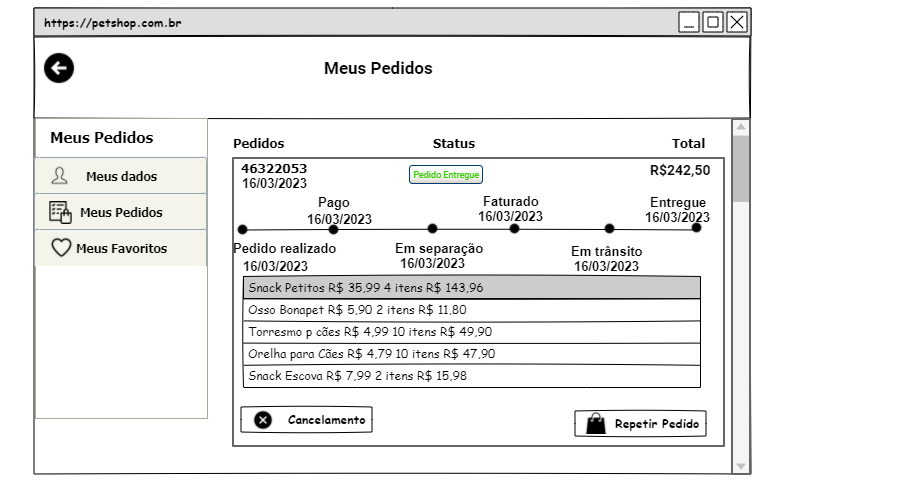 https://petshop.com.br
Meus Pedidos
Meus Pedidos
Meus dados
Meus Pedidos
Meus Favoritos
Pedidos Status Total
46322053 Pedido Entregue R$242,50
16/03/2023
Pago Faturado Entregue
16/03/2023 16/03/2023 16/03/2023
Pedido realizado Em separação Em trânsito
16/03/2023 16/03/2023 16/03/2023
Snack Petitos R$ 35,99 4 itens R$ 143,96
Osso Bonapet R$ 5,90 2 itens R$ 11,80
Torresmo p cães R$ 4,99 10 itens R$ 49,90
Orelha para Cães R$ 4,79 10 itens R$ 47,90
Snack Escova R$ 7,99 2 itens R$ 15,98
Cancelamento Repetir Pedido